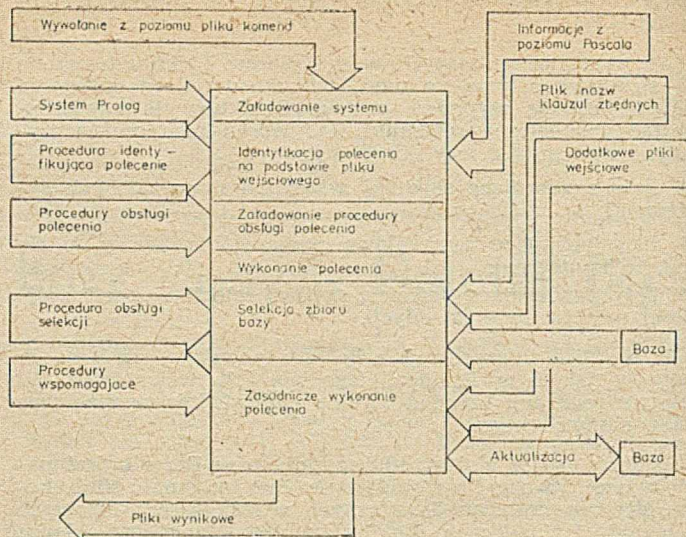 Wywołanie z poziomu pliku komend
Informacje z
poziomu Pascala
System Prolog
Załadowanie systemu
Plik nazw
klauzul zbędnych
Procedura identy-
fikująca polecenie
Identyfikacja polecenia
na podstawie pliku
wejściowego
Dodatkowe pliki
wejściowe
Procedury obsługi
polecenia
Załadowanie procedury
obsługi polecenia
Wykonanie polecenia
Procedura obsługi
selekcji
Selekcja zbioru
bazy
Baza
Procedury
wspomagajace
Zasadnicze wykonanie
polecenia
Aktualizacja
Baza
Pliki wynikowe